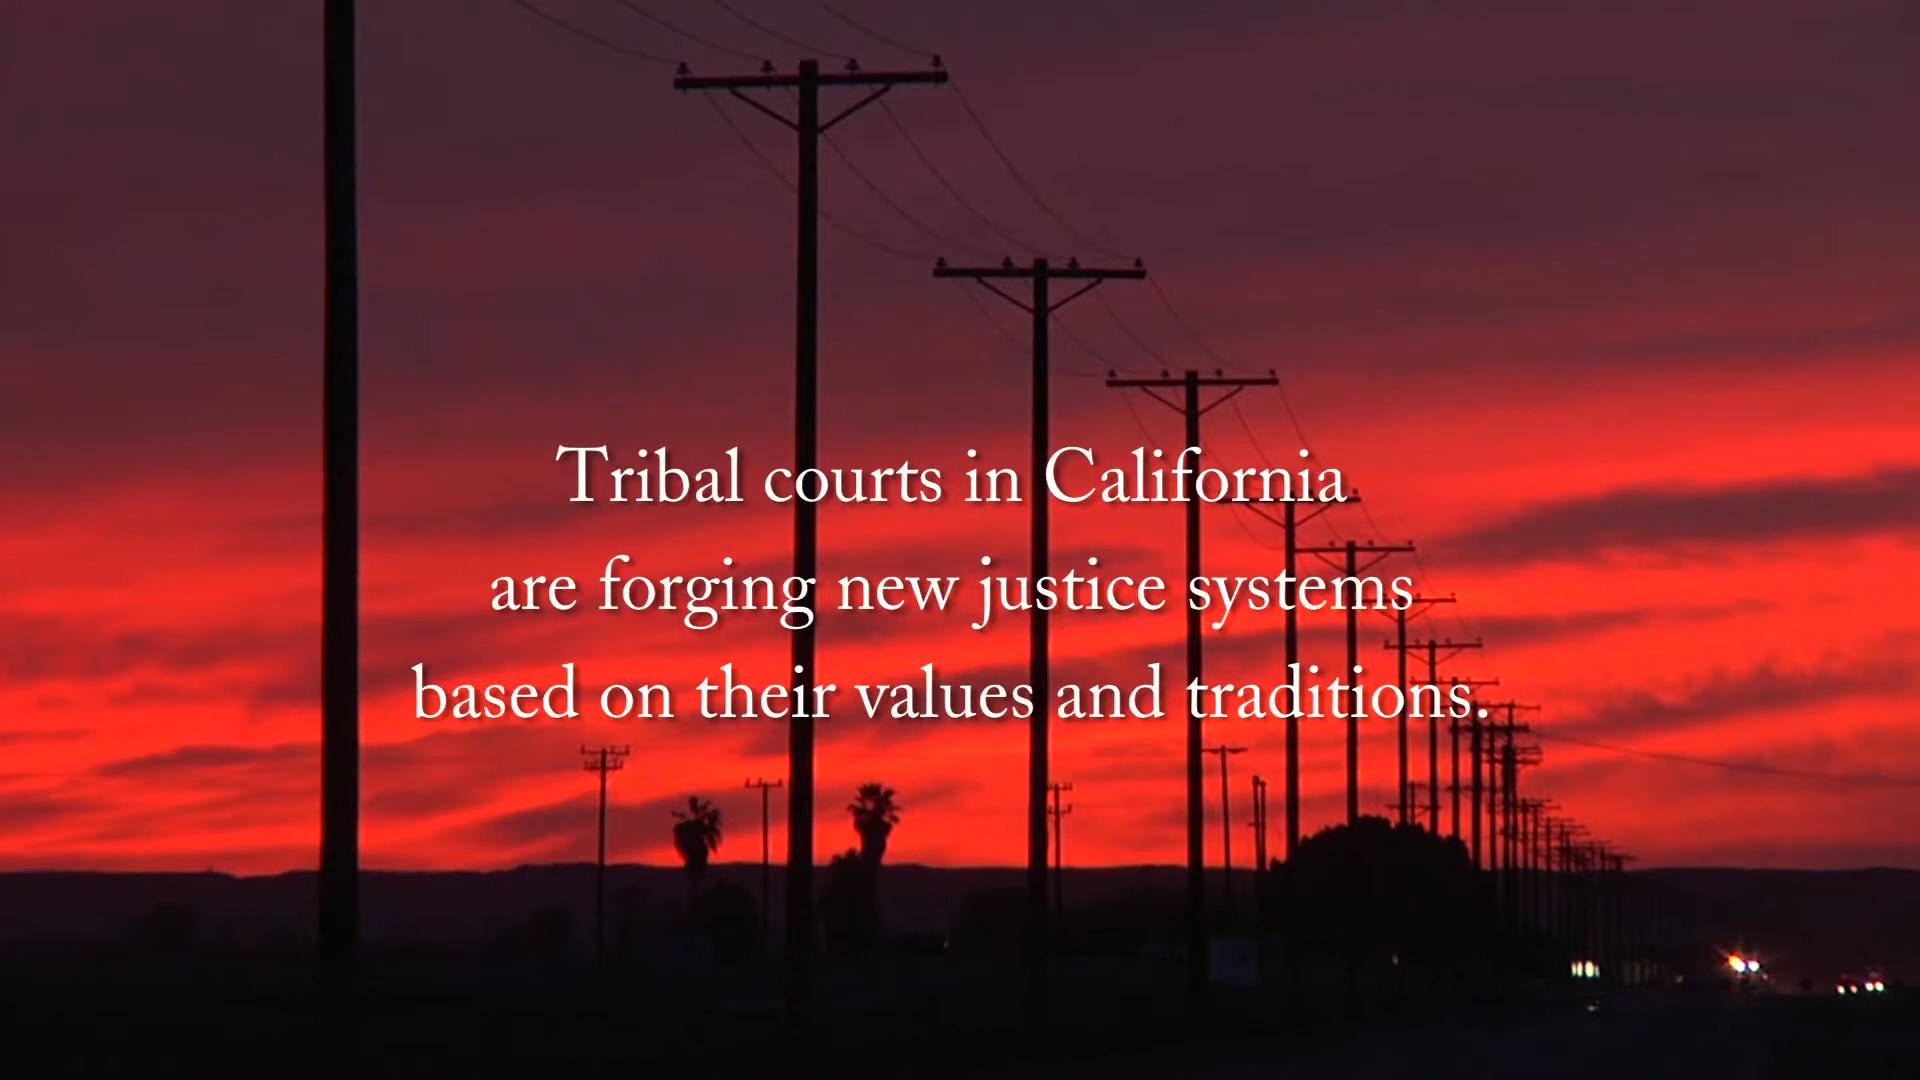 Tribal courts in California
are forging new justice systems
based on their values and traditions.